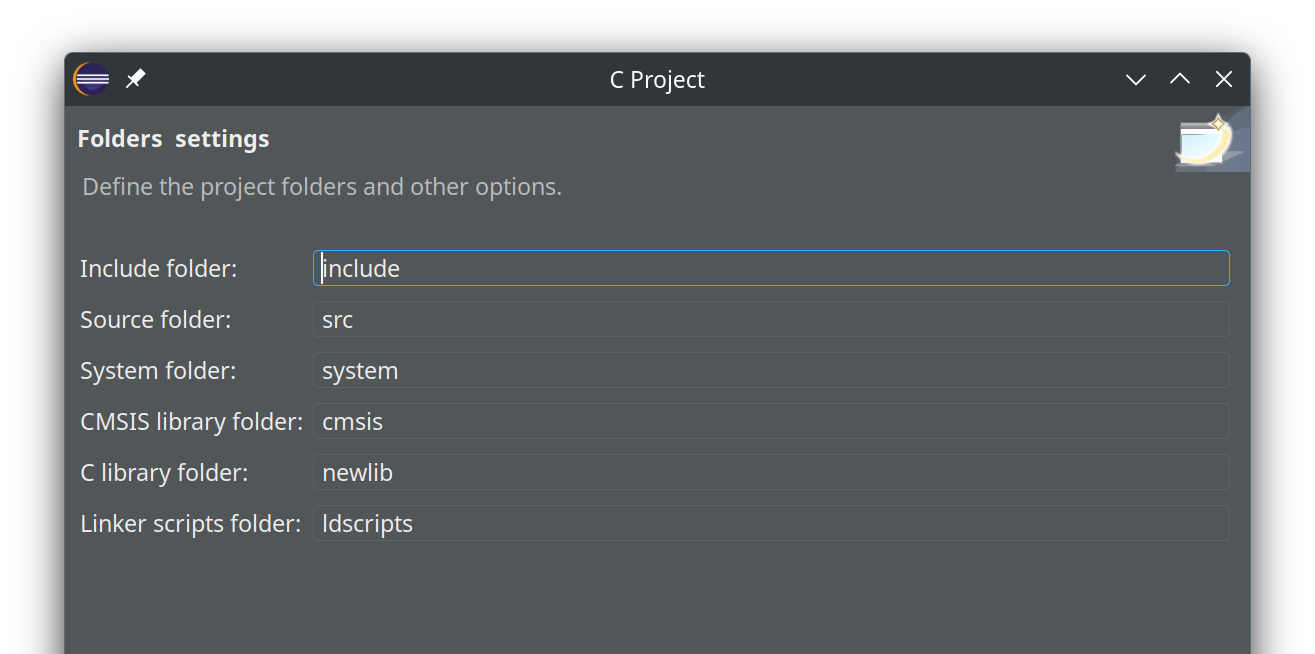 C Project
Folders settings
Define the project folders and other options.
Include folder: include
Source folder: src
System folder: system
CMSIS library folder: cmsis
C library folder: newlib
Linker scripts folder: ldscripts